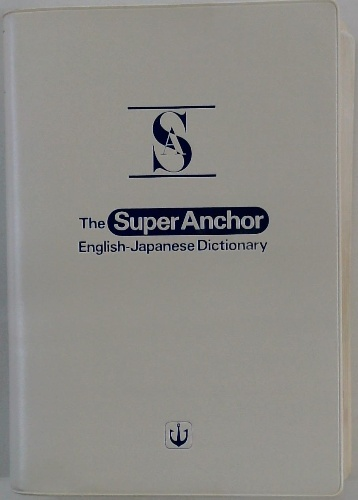 SA
The Super Anchor
English-Japanese Dictionary